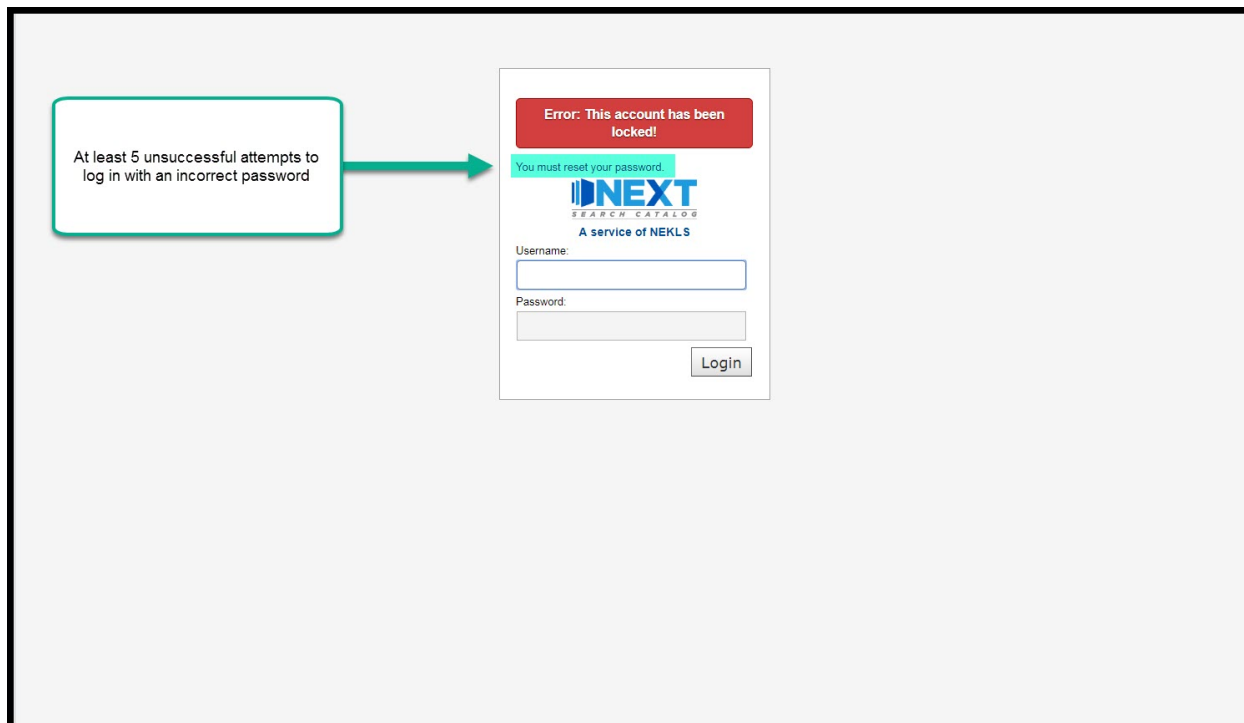 At least 5 unsuccessful attempts to
log in with an incorrect password
Error: This account has been
locked!
You must reset your password.
NEXT
SEARCH CATALOG
A service of NEKLS
Username:
Password:
Login